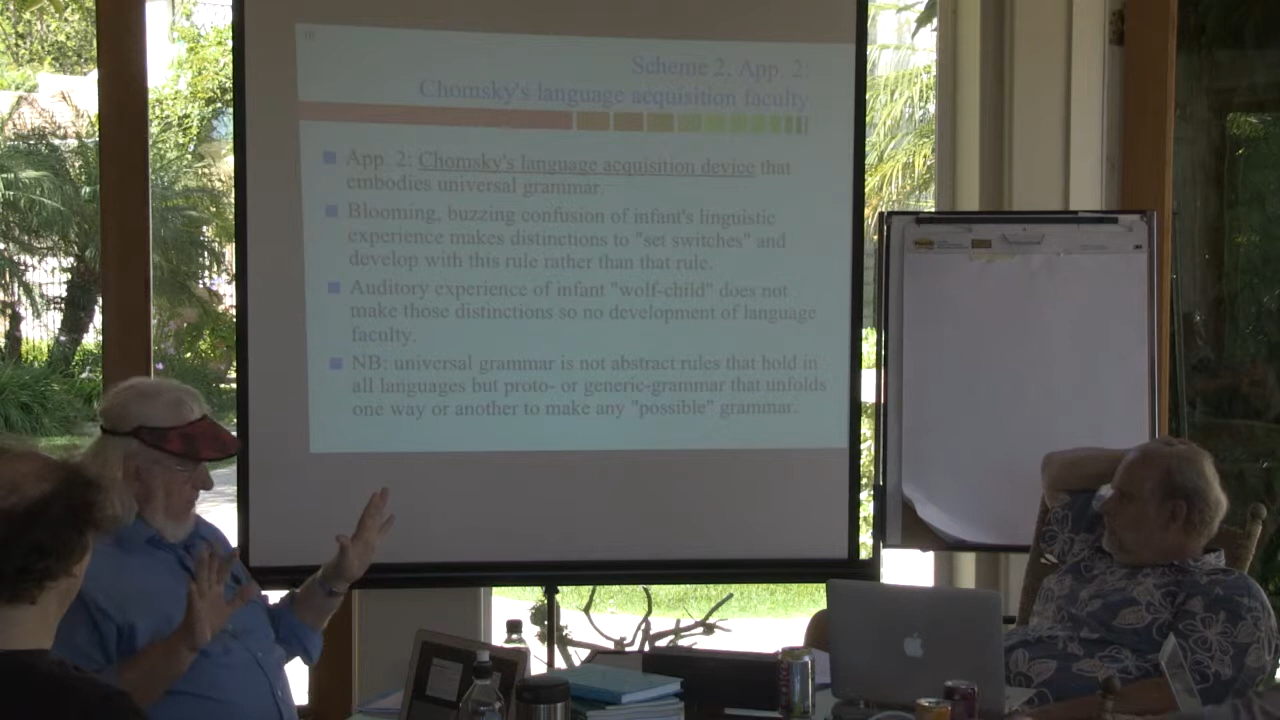 Scheme 2, App. 2:
Chomsky's language acquisition faculty
App. 2: Chomsky's language acquisition device that
embodies universal grammar.
Blooming, buzzing confusion of infant's linguistic
experience makes distinctions to "set switches" and
develop with this rule rather than that rule.
Auditory experience of infant "wolf-child" does not
make those distinctions so no development of language
faculty.
NB: universal grammar is not abstract rules that hold in
all languages but proto- or generic-grammar that unfolds
one way or another to make any "possible" grammar.